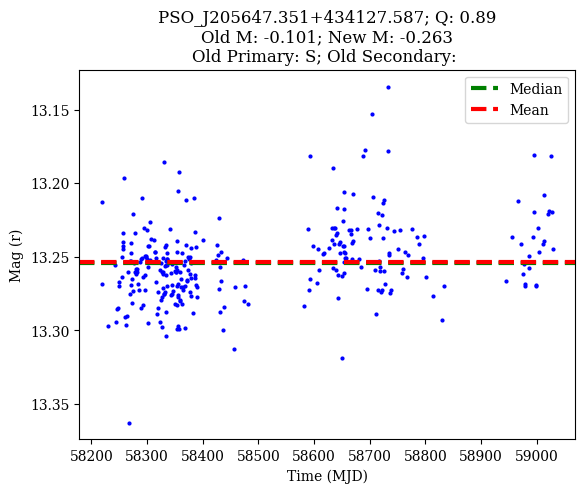 PSO_J205647.351+434127.587; Q: 0.89
Old M: -0.101; New M: -0.263
Old Primary: S; Old Secondary:
Median
Mean
13.15
13.20
13.25
13.30
13.35
Mag (r)
58200 58300 58400 58500 58600 58700 58800 58900 59000
Time (MJD)